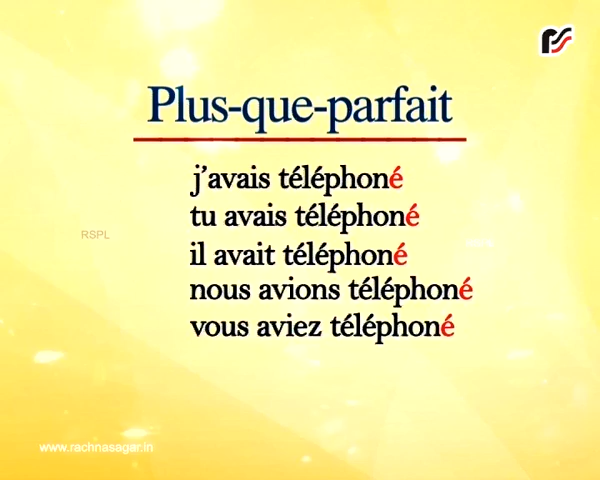 Plus-que-parfait
j'avais téléphoné
tu avais téléphoné
il avait téléphoné
RSPL
nous avions téléphoné
vous aviez téléphoné
www.rachnasagar.in